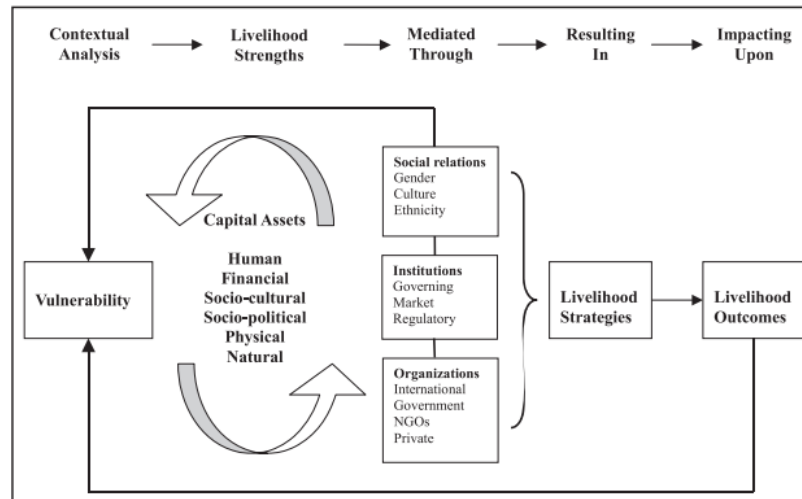 Contextual Analysis
Livelihood Strengths
Mediated Through
Resulting In
Impacting Upon
Social relations
Gender
Culture
Ethnicity
Capital Assets
Human
Financial
Socio-cultural
Socio-political
Physical
Natural
Vulnerability
Institutions
Governing
Market
Regulatory
Organizations
International
Government
NGOs
Private
Livelihood
Strategies
Livelihood
Outcomes